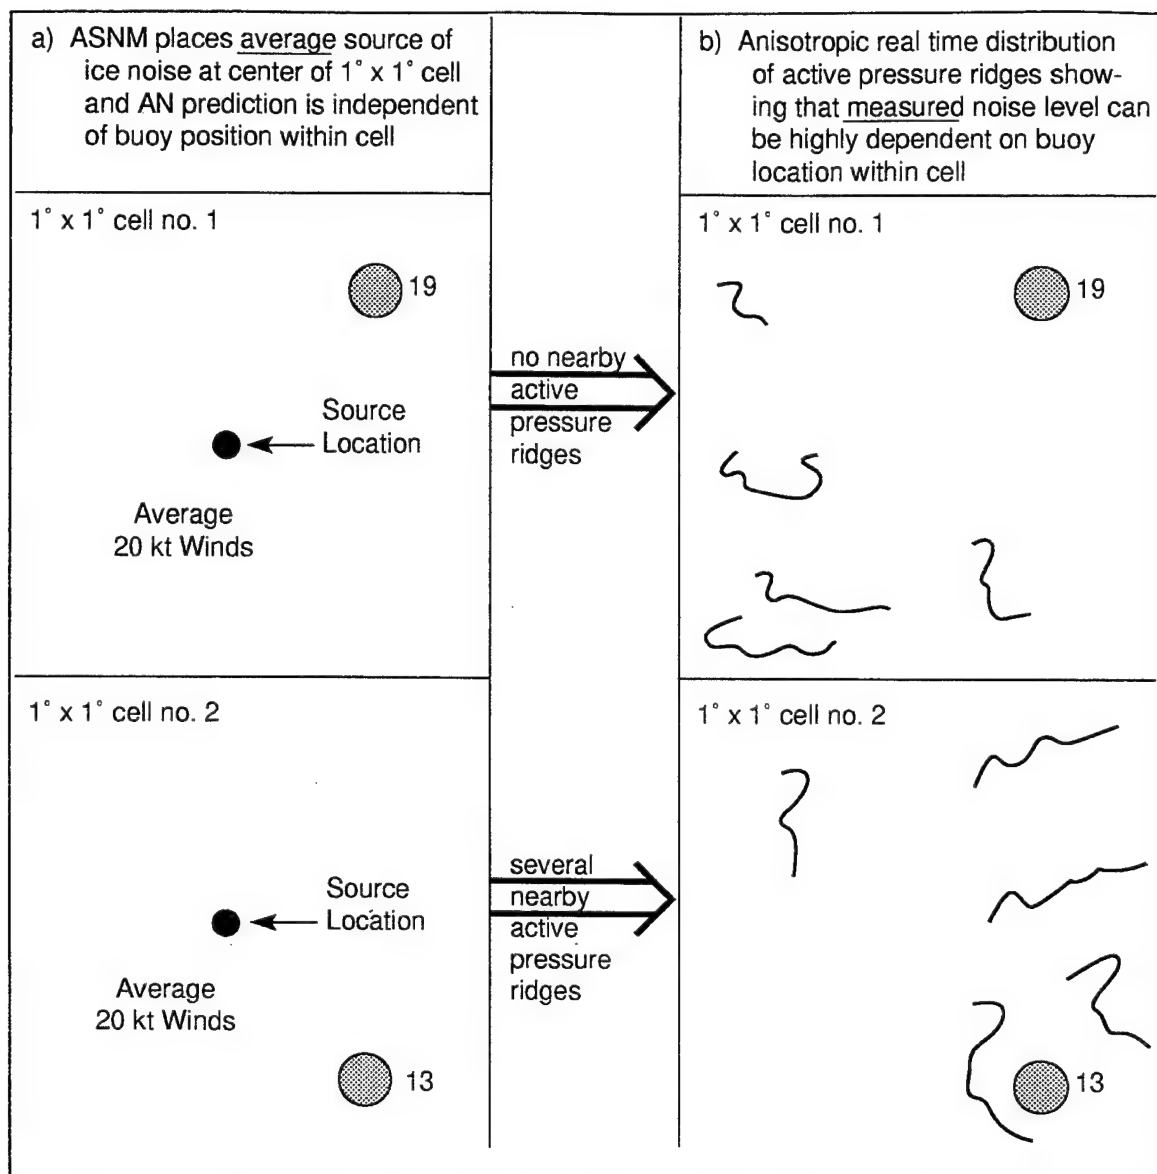 a) ASNM places average source of
ice noise at center of 1° x 1° cell
and AN prediction is independent
of buoy position within cell
b) Anisotropic real time distribution
of active pressure ridges show-
ing that measured noise level can
be highly dependent on buoy
location within cell
1° x 1° cell no. 1
19
Source
Location
Average
20 kt Winds
no nearby
active
pressure
ridges
1° x 1° cell no. 1
19
1° x 1° cell no. 2
Source
Location
Average
20 kt Winds
13
several
nearby
active
pressure
ridges
1° x 1° cell no. 2
13